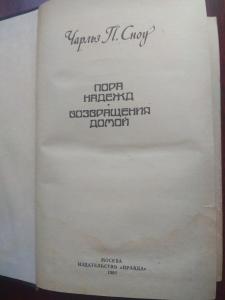 Чарльз П. Сноу
ПОРА
НАДЕЖД
·
ВОЗВРАЩЕНИЯ
ДОМОЙ
МОСКВА
ИЗДАТЕЛЬСТВО «ПРАВДА»